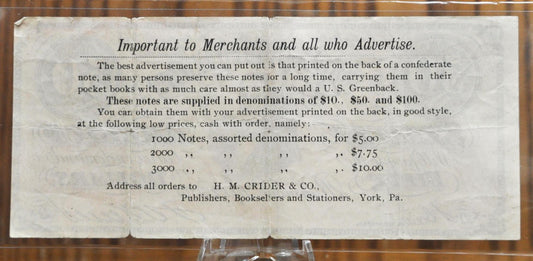 Important to Merchants and all who Advertise.
The best advertisement you can put out is that printed on the back of a confederate
note, as many persons preserve these notes for a long time, carrying them in their
pocket books with as much care almost as they would a U. S. Greenback.
These notes are supplied in denominations of $10., $50. and $100.
You can obtain them with your advertisement printed on the back, in good style,
at the following low prices, cash with order, namely:
1000 Notes, assorted denominations, for $5.00
2000 ,, ,, ,, ,, $7.75
3000 ,, ,, ,, ,, $10.00
Address all orders to H. M. CRIDER & CO.,
Publishers, Booksellers and Stationers, York, Pa.